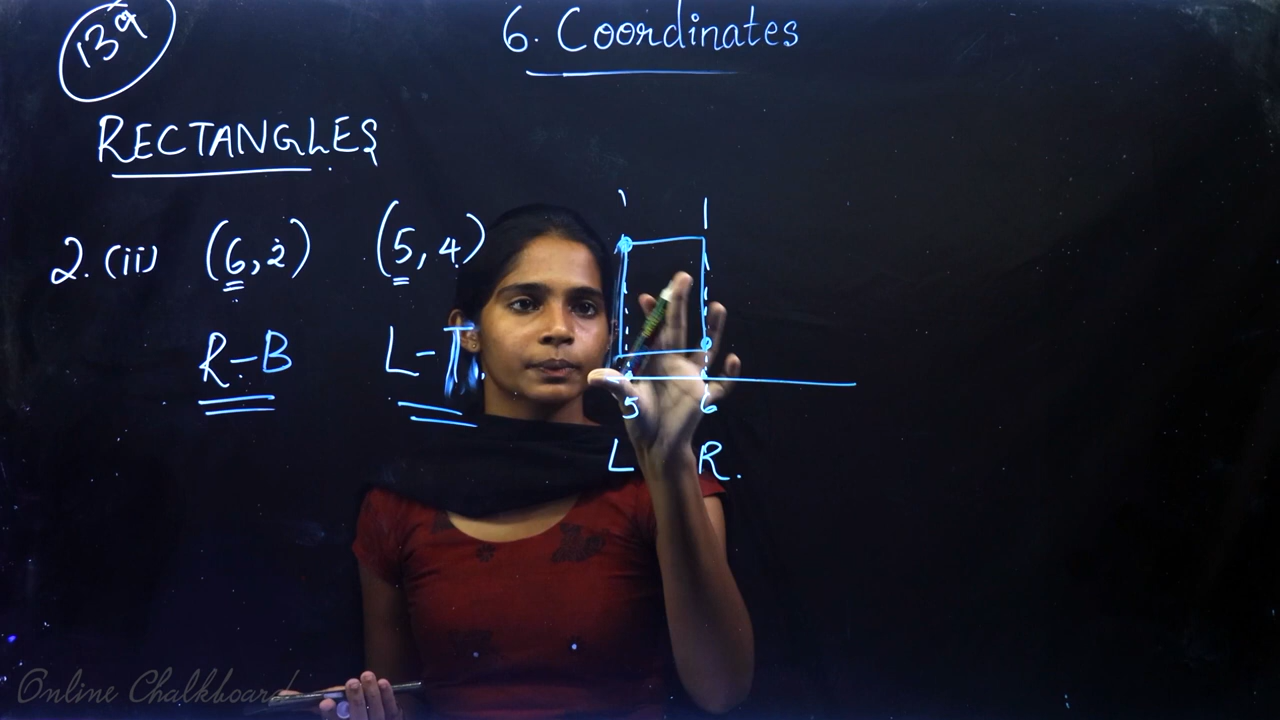 139
6. Coordinates
RECTANGLES
2. (ii) (6,2) (5,4)
R-B L-T.
5 6
L R.
Online Chalkboard